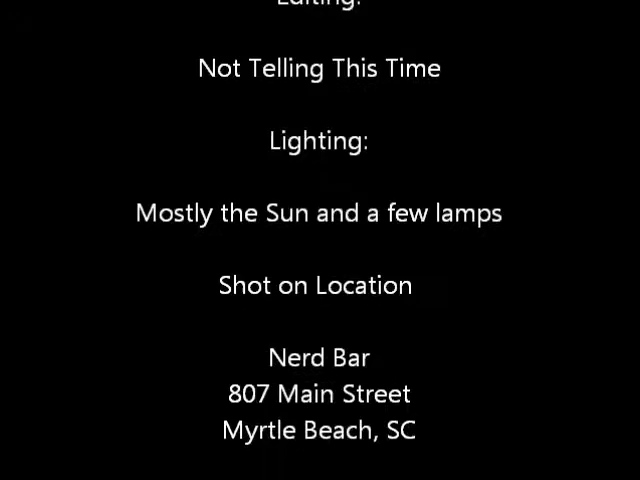 Editing:
Not Telling This Time
Lighting:
Mostly the Sun and a few lamps
Shot on Location
Nerd Bar
807 Main Street
Myrtle Beach, SC